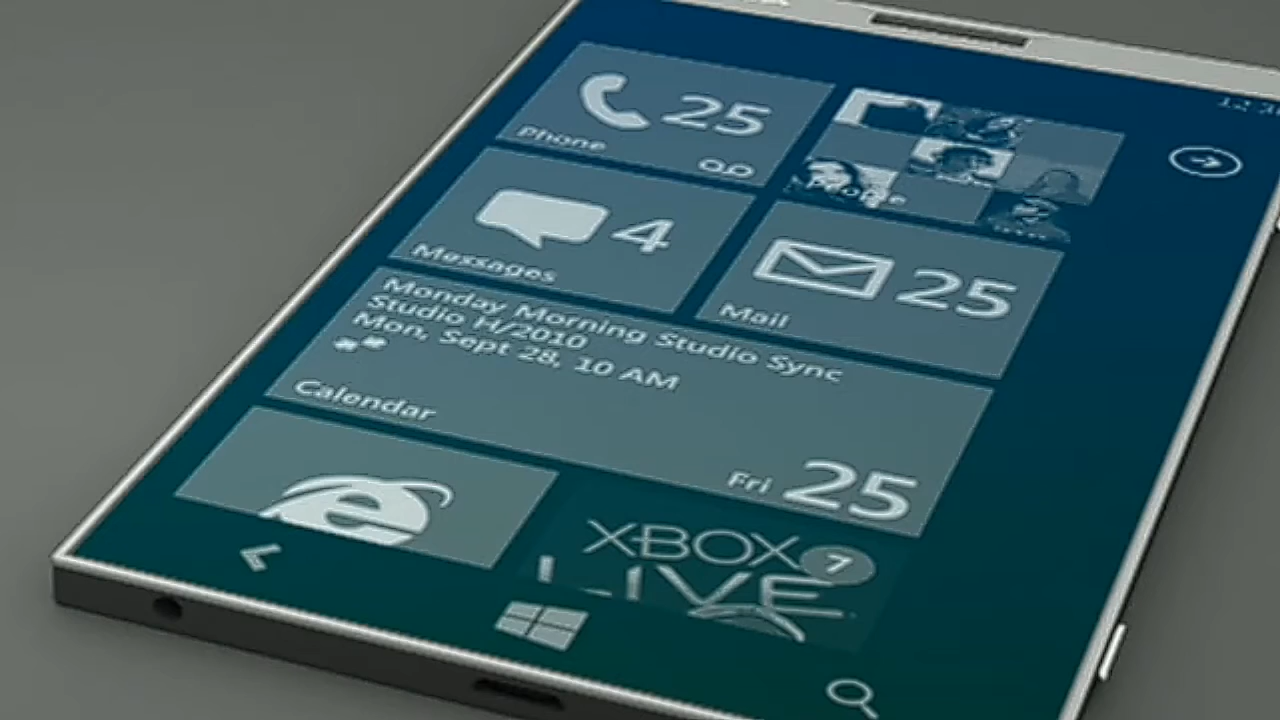 25
Phone
People
4
Messages
25
Mail
Monday Morning Studio Sync
Studio H/2010
Mon, Sept 28, 10 AM
Calendar
Fri 25
XBOX
LIVE
7